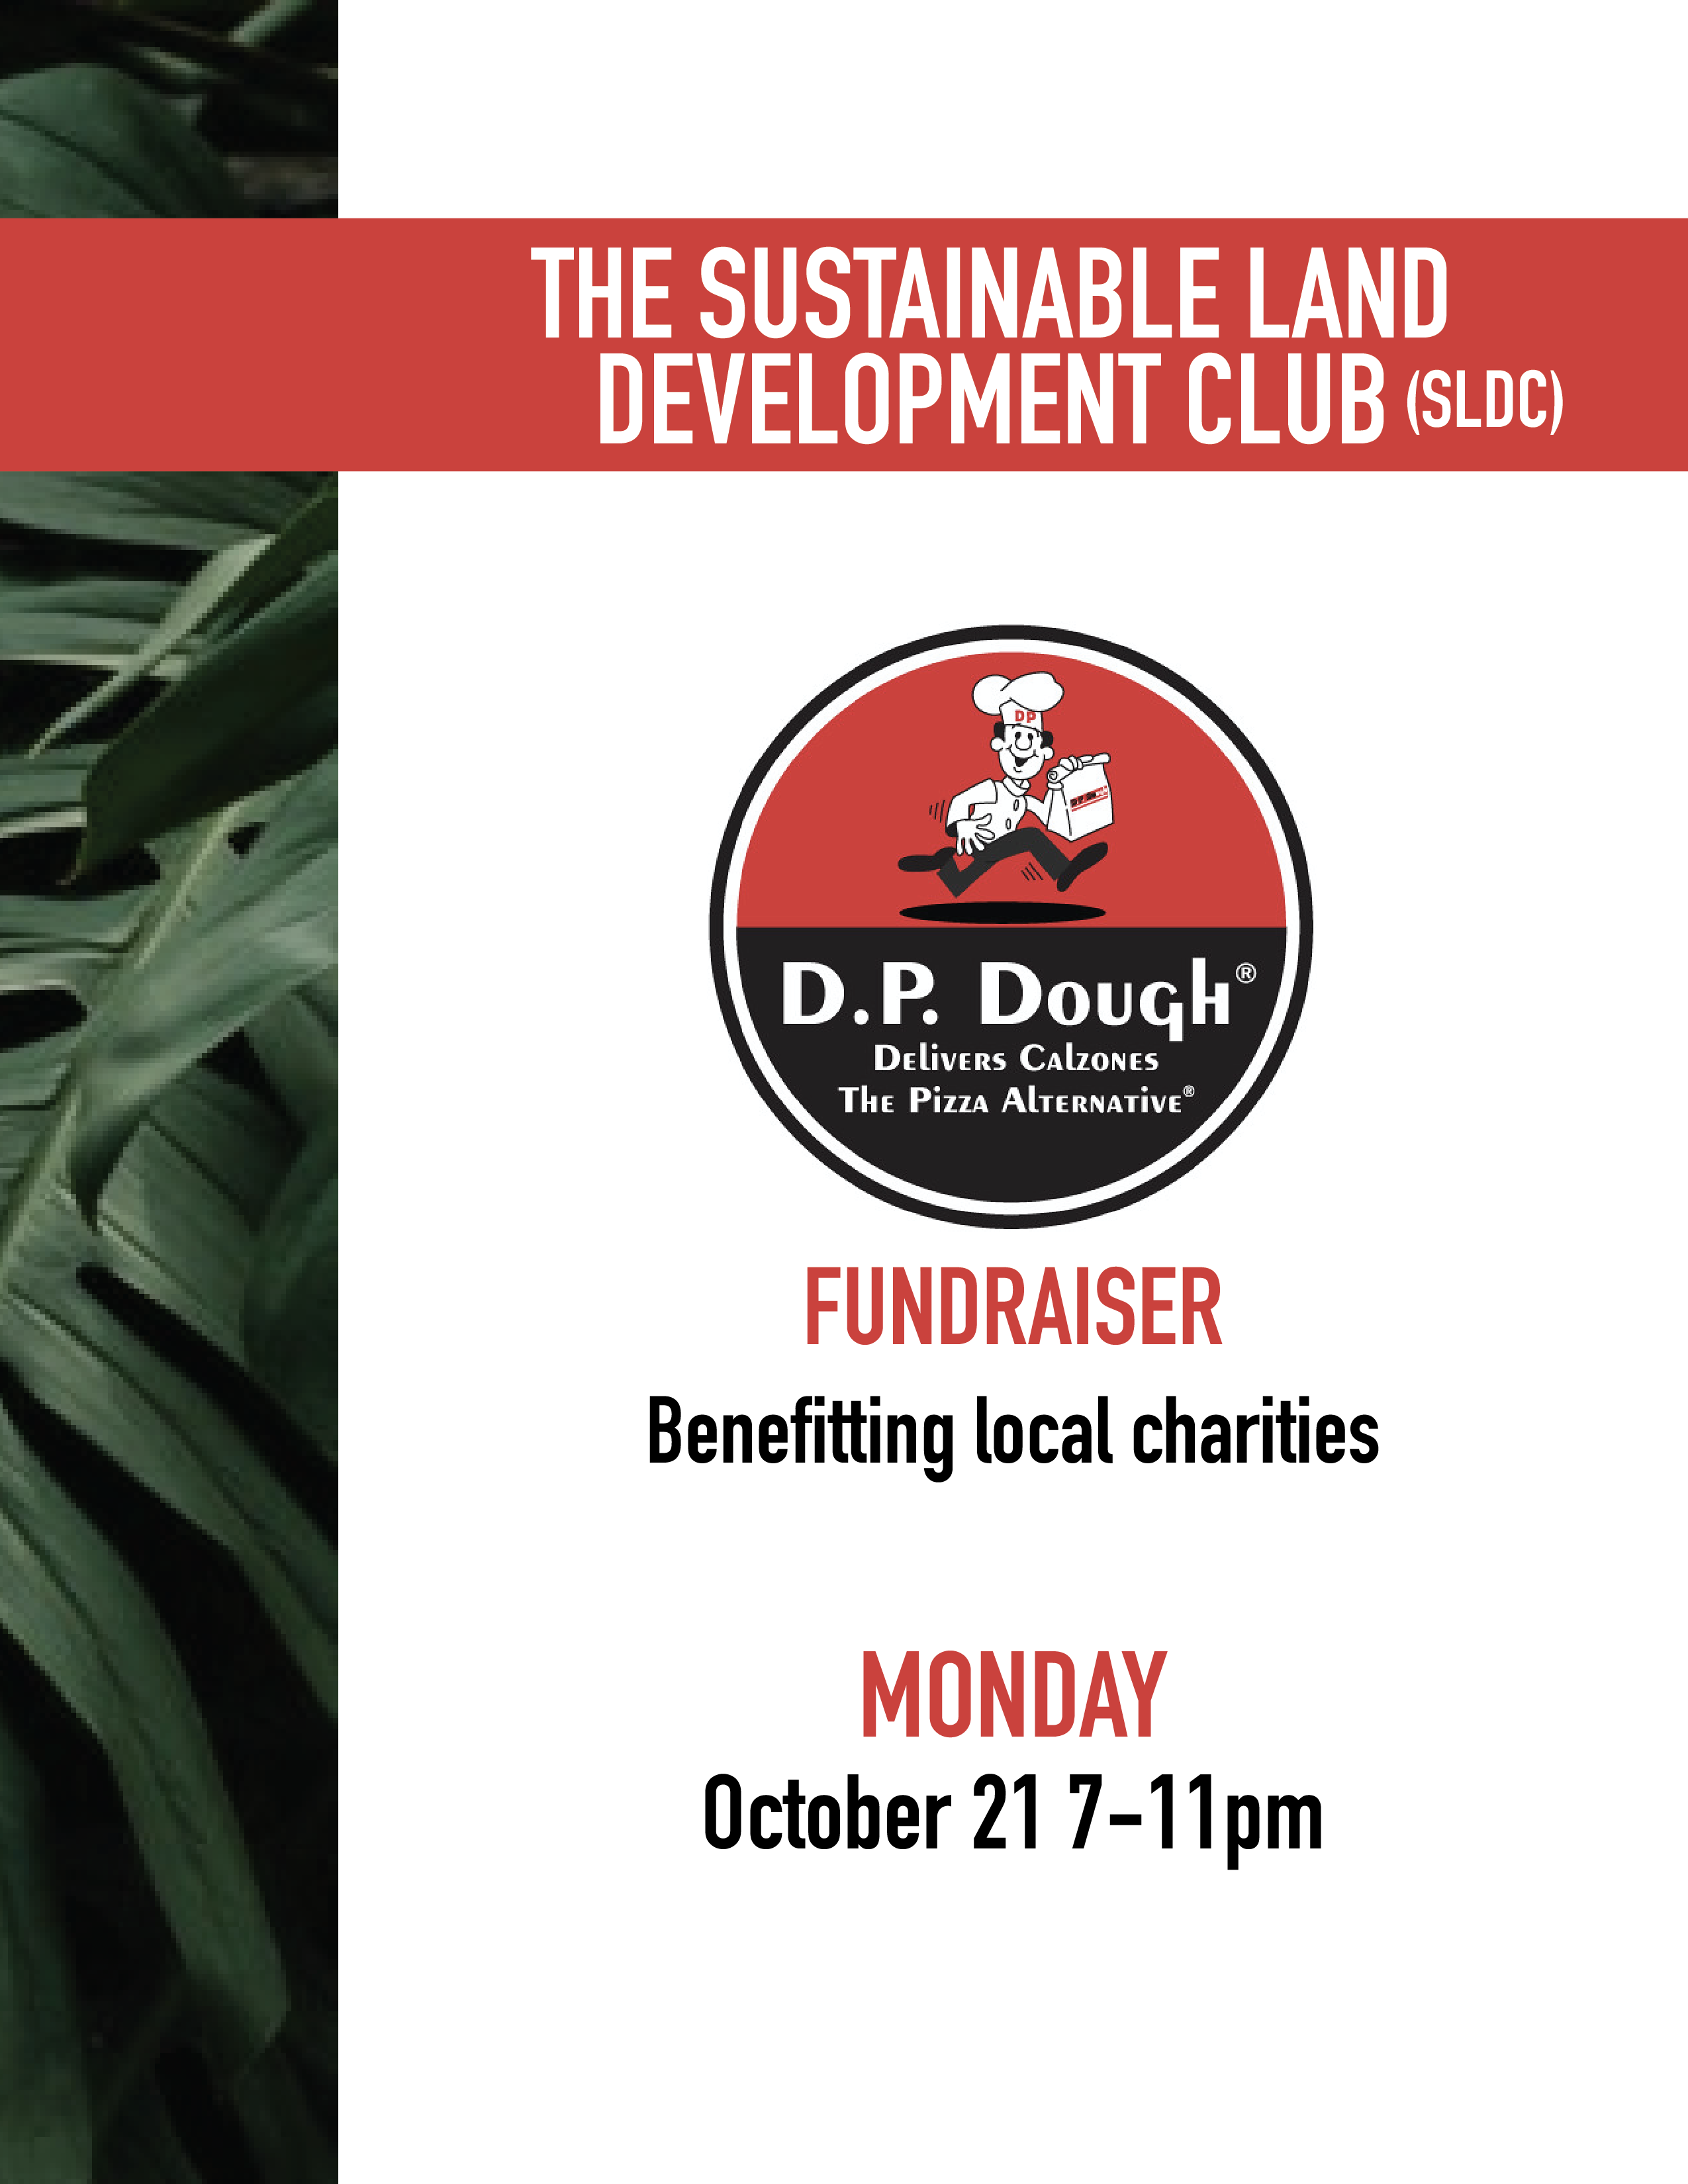 THE SUSTAINABLE LAND
DEVELOPMENT CLUB (SLDC)
DP
D.P. Dough®
Delivers Calzones
The Pizza Alternative®
FUNDRAISER
Benefitting local charities
MONDAY
October 21 7-11pm